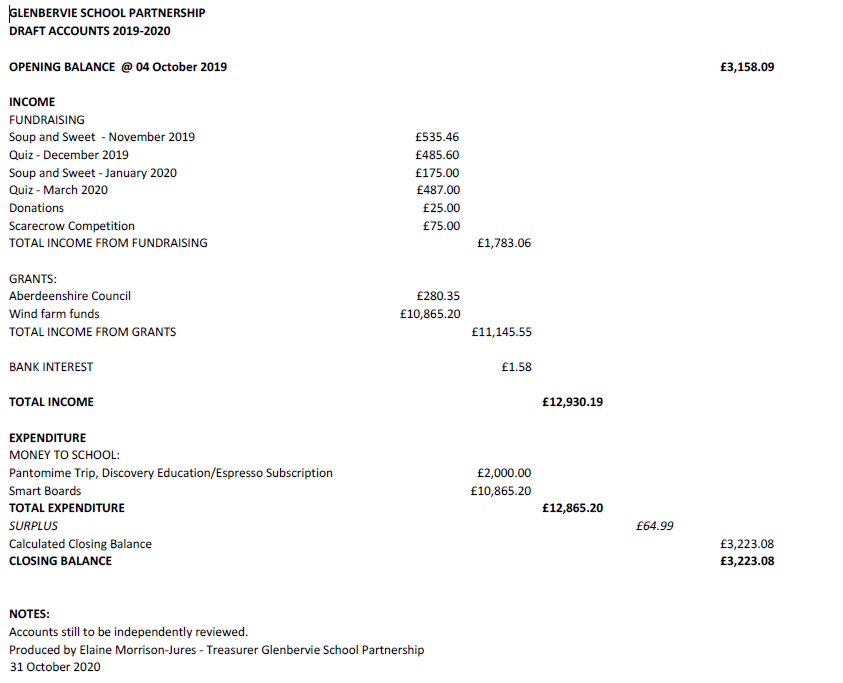 GLENBERVIE SCHOOL PARTNERSHIP
DRAFT ACCOUNTS 2019-2020
OPENING BALANCE @ 04 October 2019 £3,158.09
INCOME
FUNDRAISING
Soup and Sweet - November 2019 £535.46
Quiz - December 2019 £485.60
Soup and Sweet - January 2020 £175.00
Quiz - March 2020 £487.00
Donations £25.00
Scarecrow Competition £75.00
TOTAL INCOME FROM FUNDRAISING £1,783.06
GRANTS:
Aberdeenshire Council £280.35
Wind farm funds £10,865.20
TOTAL INCOME FROM GRANTS £11,145.55
BANK INTEREST £1.58
TOTAL INCOME £12,930.19
EXPENDITURE
MONEY TO SCHOOL:
Pantomime Trip, Discovery Education/Espresso Subscription £2,000.00
Smart Boards £10,865.20
TOTAL EXPENDITURE £12,865.20
SURPLUS £64.99
Calculated Closing Balance £3,223.08
CLOSING BALANCE £3,223.08
NOTES:
Accounts still to be independently reviewed.
Produced by Elaine Morrison-Jures - Treasurer Glenbervie School Partnership
31 October 2020